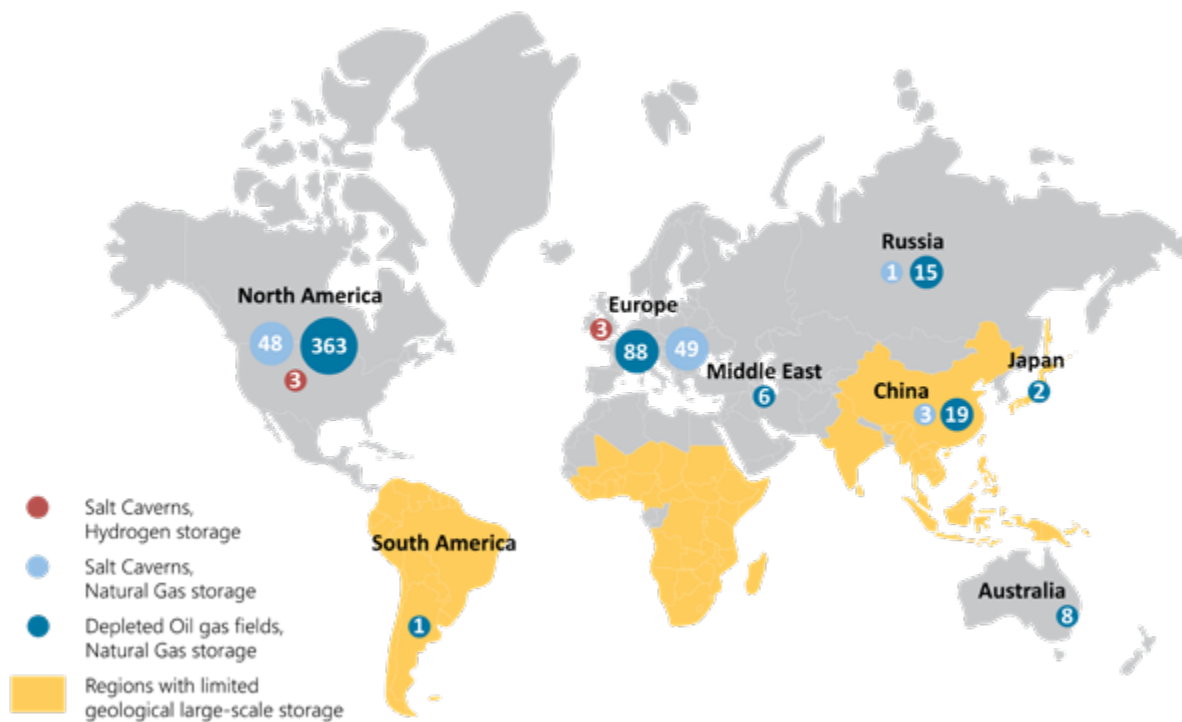 Russia
1
15
North America
48
363
3
Europe
3
88
49
Middle East
6
Japan
2
China
3
19
South America
1
Australia
8
Salt Caverns,
Hydrogen storage
Salt Caverns,
Natural Gas storage
Depleted Oil gas fields,
Natural Gas storage
Regions with limited
geological large-scale storage